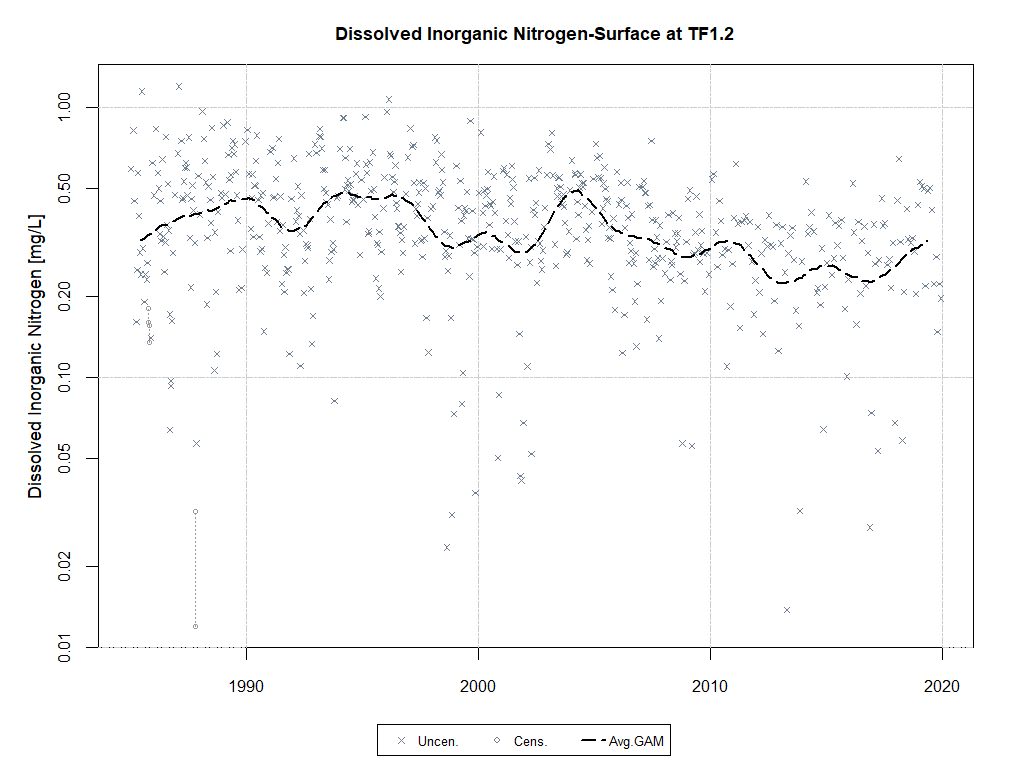 Dissolved Inorganic Nitrogen-Surface at TF1.2
Dissolved Inorganic Nitrogen [mg/L]
1.00
0.50
0.20
0.10
0.05
0.02
0.01
1990 2000 2010 2020
Uncen. Cens. Avg.GAM